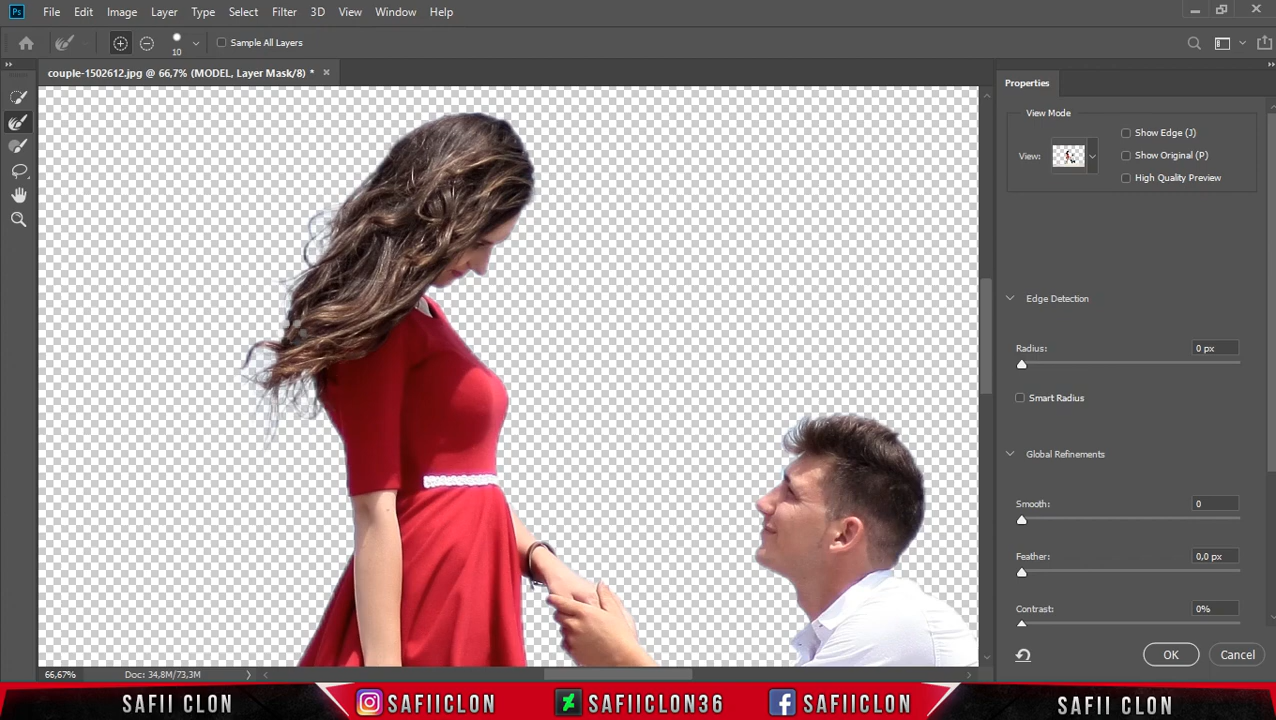 Ps File Edit Image Layer Type Select Filter 3D View Window Help
10 Sample All Layers
couple-1502612.jpg @ 66,7% (MODEL, Layer Mask/8) *
Properties
View Mode
Show Edge (J)
View:
Show Original (P)
High Quality Preview
Edge Detection
Radius: 0 px
Smart Radius
Global Refinements
Smooth: 0
Feather: 0,0 px
Contrast: 0%
OK Cancel
66,67% Doc: 34,8M/73,3M
SAFII CLON SAFIICLON SAFIICLON36 SAFIICLON SAFII CLON